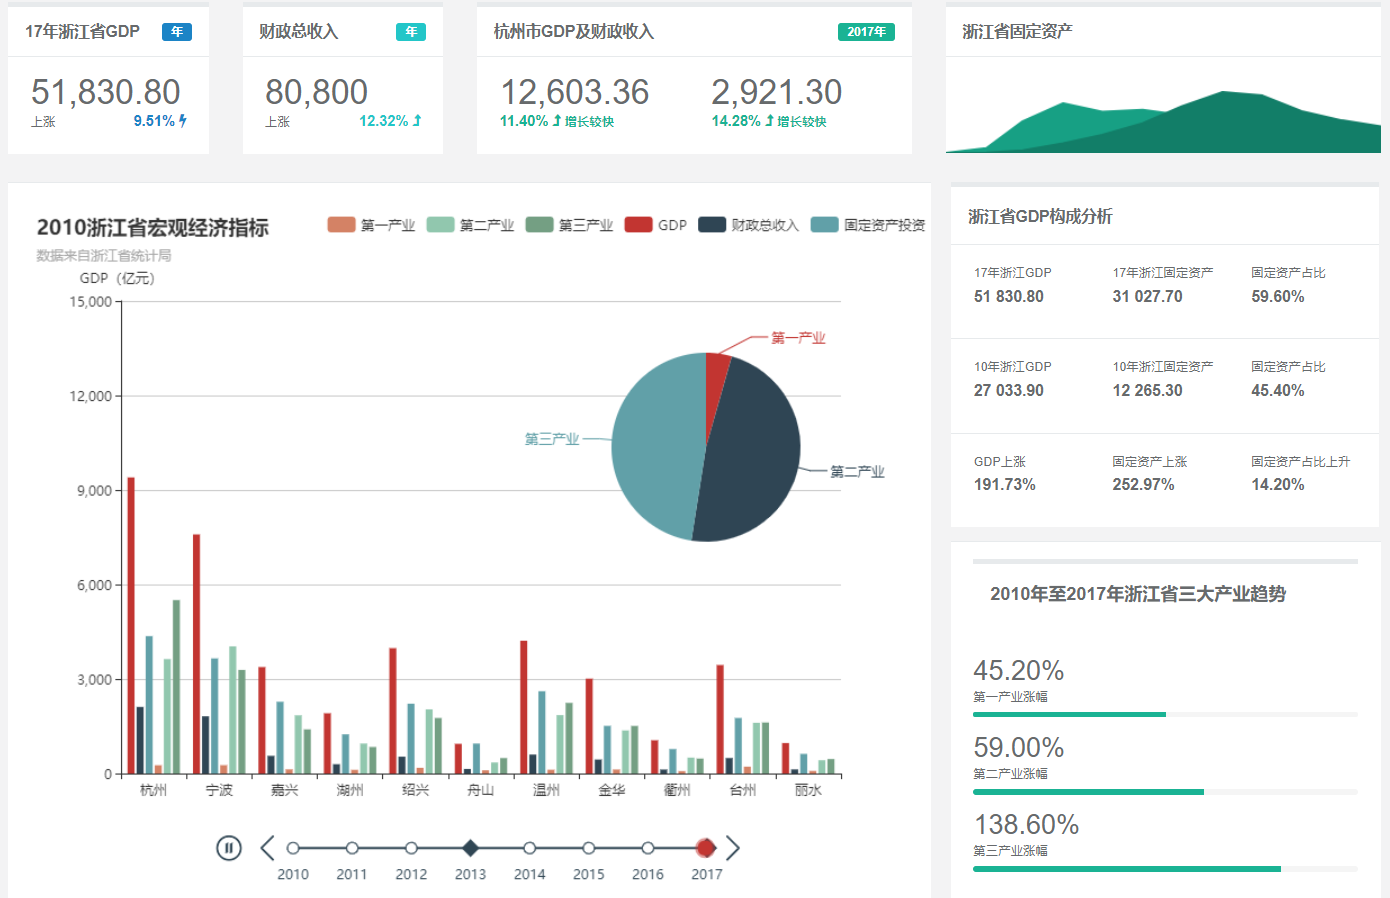 17年浙江省GDP 年
51,830.80
上涨 9.51%
财政总收入 年
80,800
上涨 12.32%
杭州市GDP及财政收入 2017年
12,603.36 2,921.30
11.40% 增长较快 14.28% 增长较快
浙江省固定资产
2010浙江省宏观经济指标
数据来自浙江省统计局
第一产业 第二产业 第三产业 GDP 财政总收入 固定资产投资
GDP（亿元）
15,000
12,000
9,000
6,000
3,000
0
第一产业
第三产业
第二产业
杭州 宁波 嘉兴 湖州 绍兴 舟山 温州 金华 衢州 台州 丽水
2010 2011 2012 2013 2014 2015 2016 2017
浙江省GDP构成分析
17年浙江GDP 17年浙江固定资产 固定资产占比
51 830.80 31 027.70 59.60%
10年浙江GDP 10年浙江固定资产 固定资产占比
27 033.90 12 265.30 45.40%
GDP上涨 固定资产上涨 固定资产占比上升
191.73% 252.97% 14.20%
2010年至2017年浙江省三大产业趋势
45.20%
第一产业涨幅
59.00%
第二产业涨幅
138.60%
第三产业涨幅